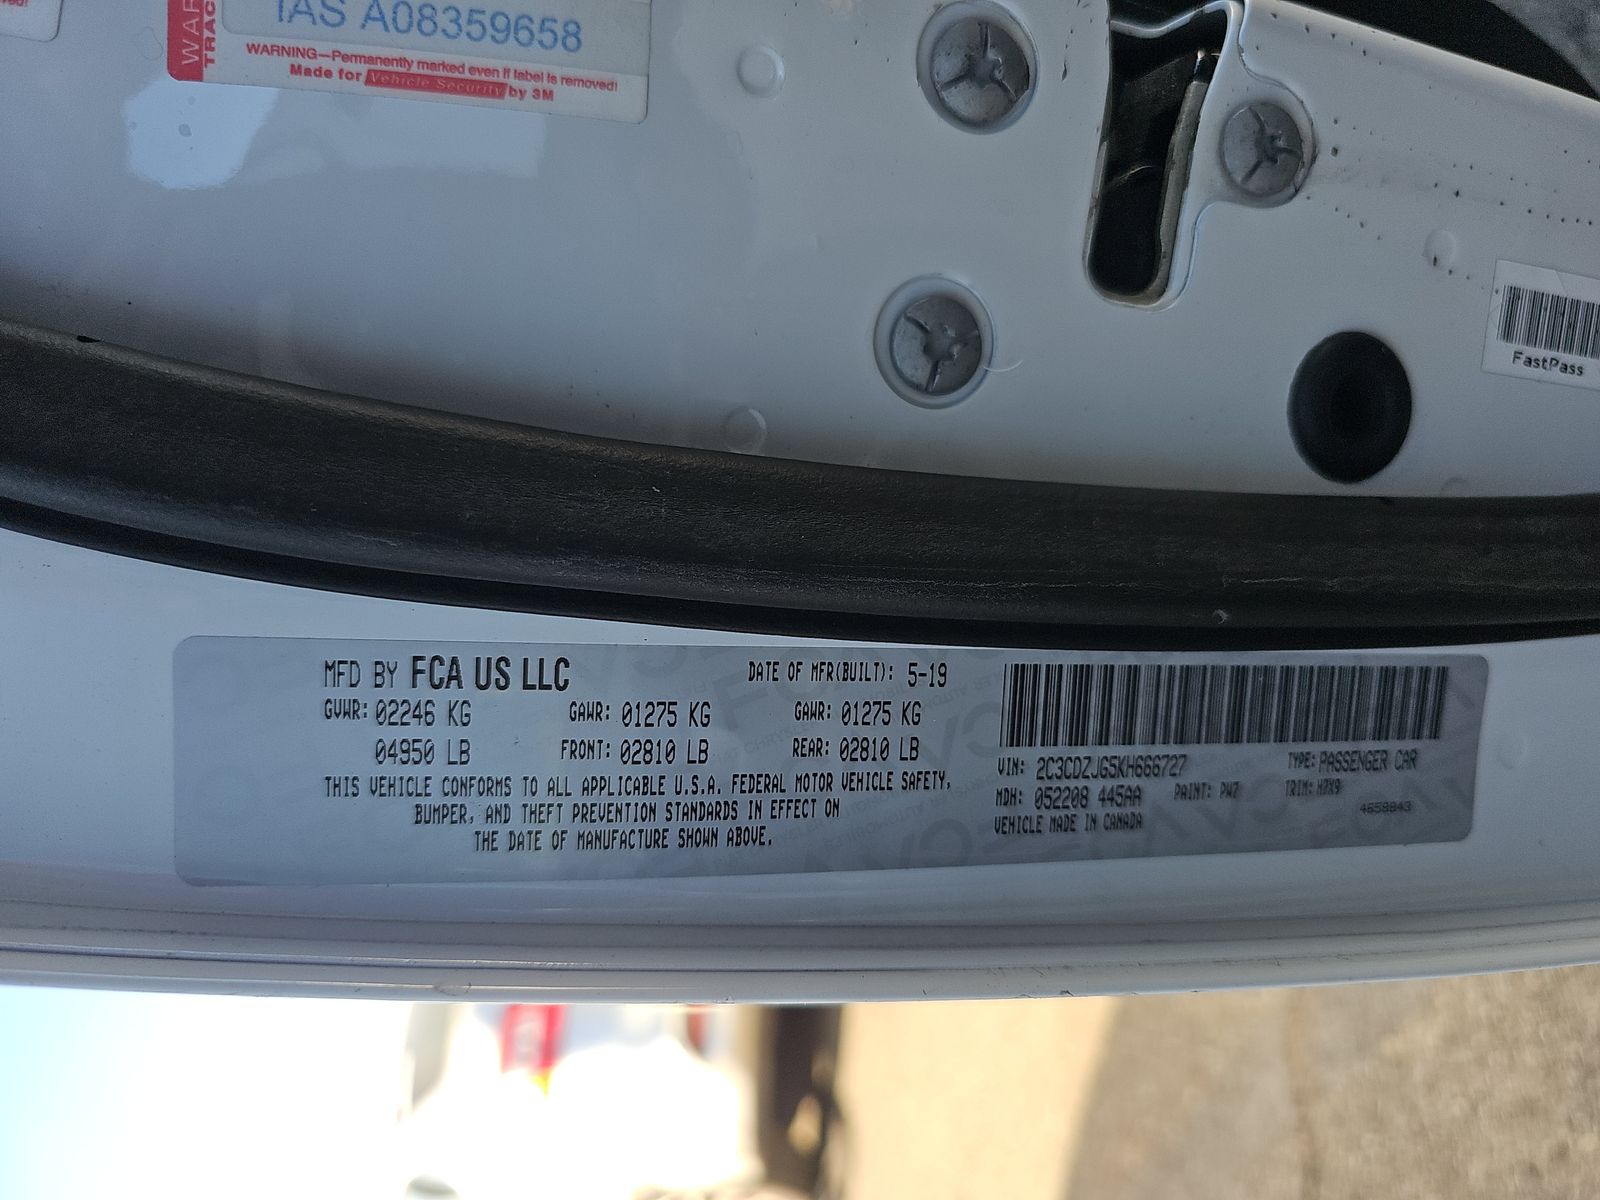 IAS A08359658
WARNING—Permanently marked even if label is removed!
Made for Vehicle Security by 3M
FastPass
MFD BY FCA US LLC
DATE OF MFR(BUILT): 5-19
GVWR: 02246 KG
GAWR: 01275 KG
GAWR: 01275 KG
04950 LB
FRONT: 02810 LB
REAR: 02810 LB
THIS VEHICLE CONFORMS TO ALL APPLICABLE U.S.A. FEDERAL MOTOR VEHICLE SAFETY,
BUMPER, AND THEFT PREVENTION STANDARDS IN EFFECT ON
THE DATE OF MANUFACTURE SHOWN ABOVE.
VIN: 2C3CDZJG5KH666727
TYPE: PASSENGER CAR
MDH: 052208 445AA
PAINT: PW7
TRIM: H7X9
VEHICLE MADE IN CANADA
4658843